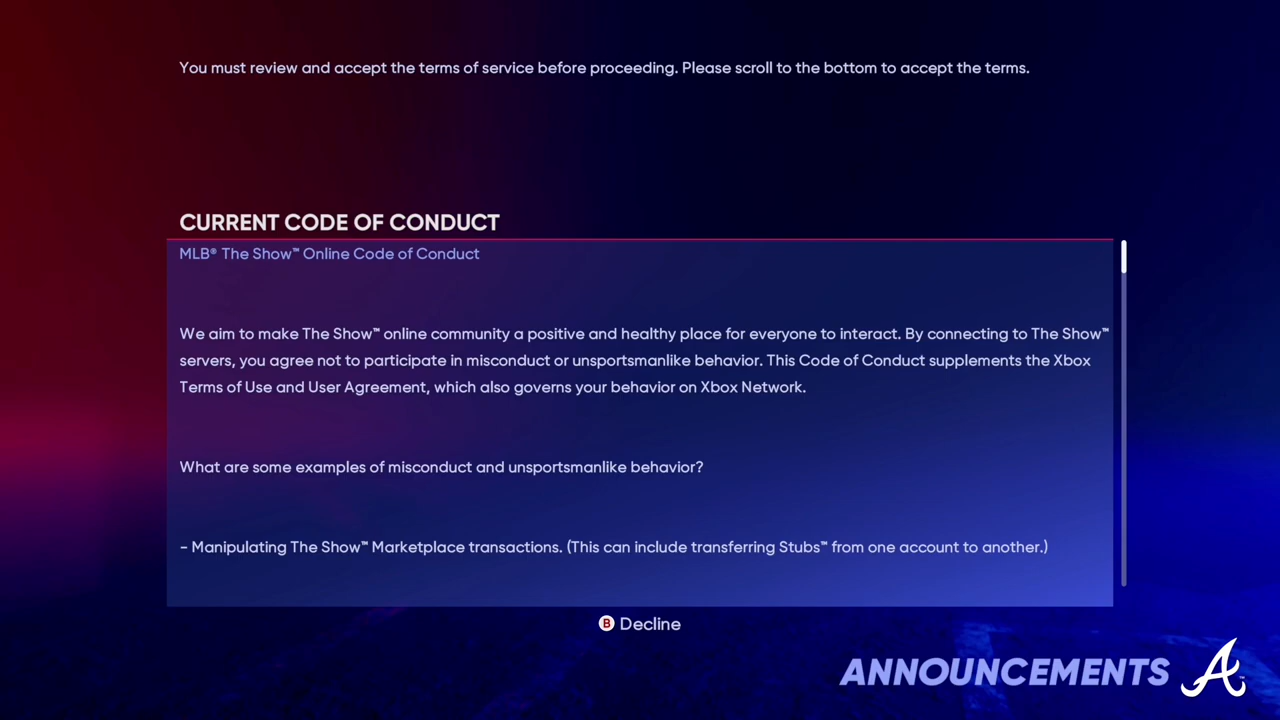 You must review and accept the terms of service before proceeding. Please scroll to the bottom to accept the terms.
CURRENT CODE OF CONDUCT
MLB® The Show™ Online Code of Conduct
We aim to make The Show™ online community a positive and healthy place for everyone to interact. By connecting to The Show™
servers, you agree not to participate in misconduct or unsportsmanlike behavior. This Code of Conduct supplements the Xbox
Terms of Use and User Agreement, which also governs your behavior on Xbox Network.
What are some examples of misconduct and unsportsmanlike behavior?
- Manipulating The Show™ Marketplace transactions. (This can include transferring Stubs™ from one account to another.)
B Decline
ANNOUNCEMENTS A™